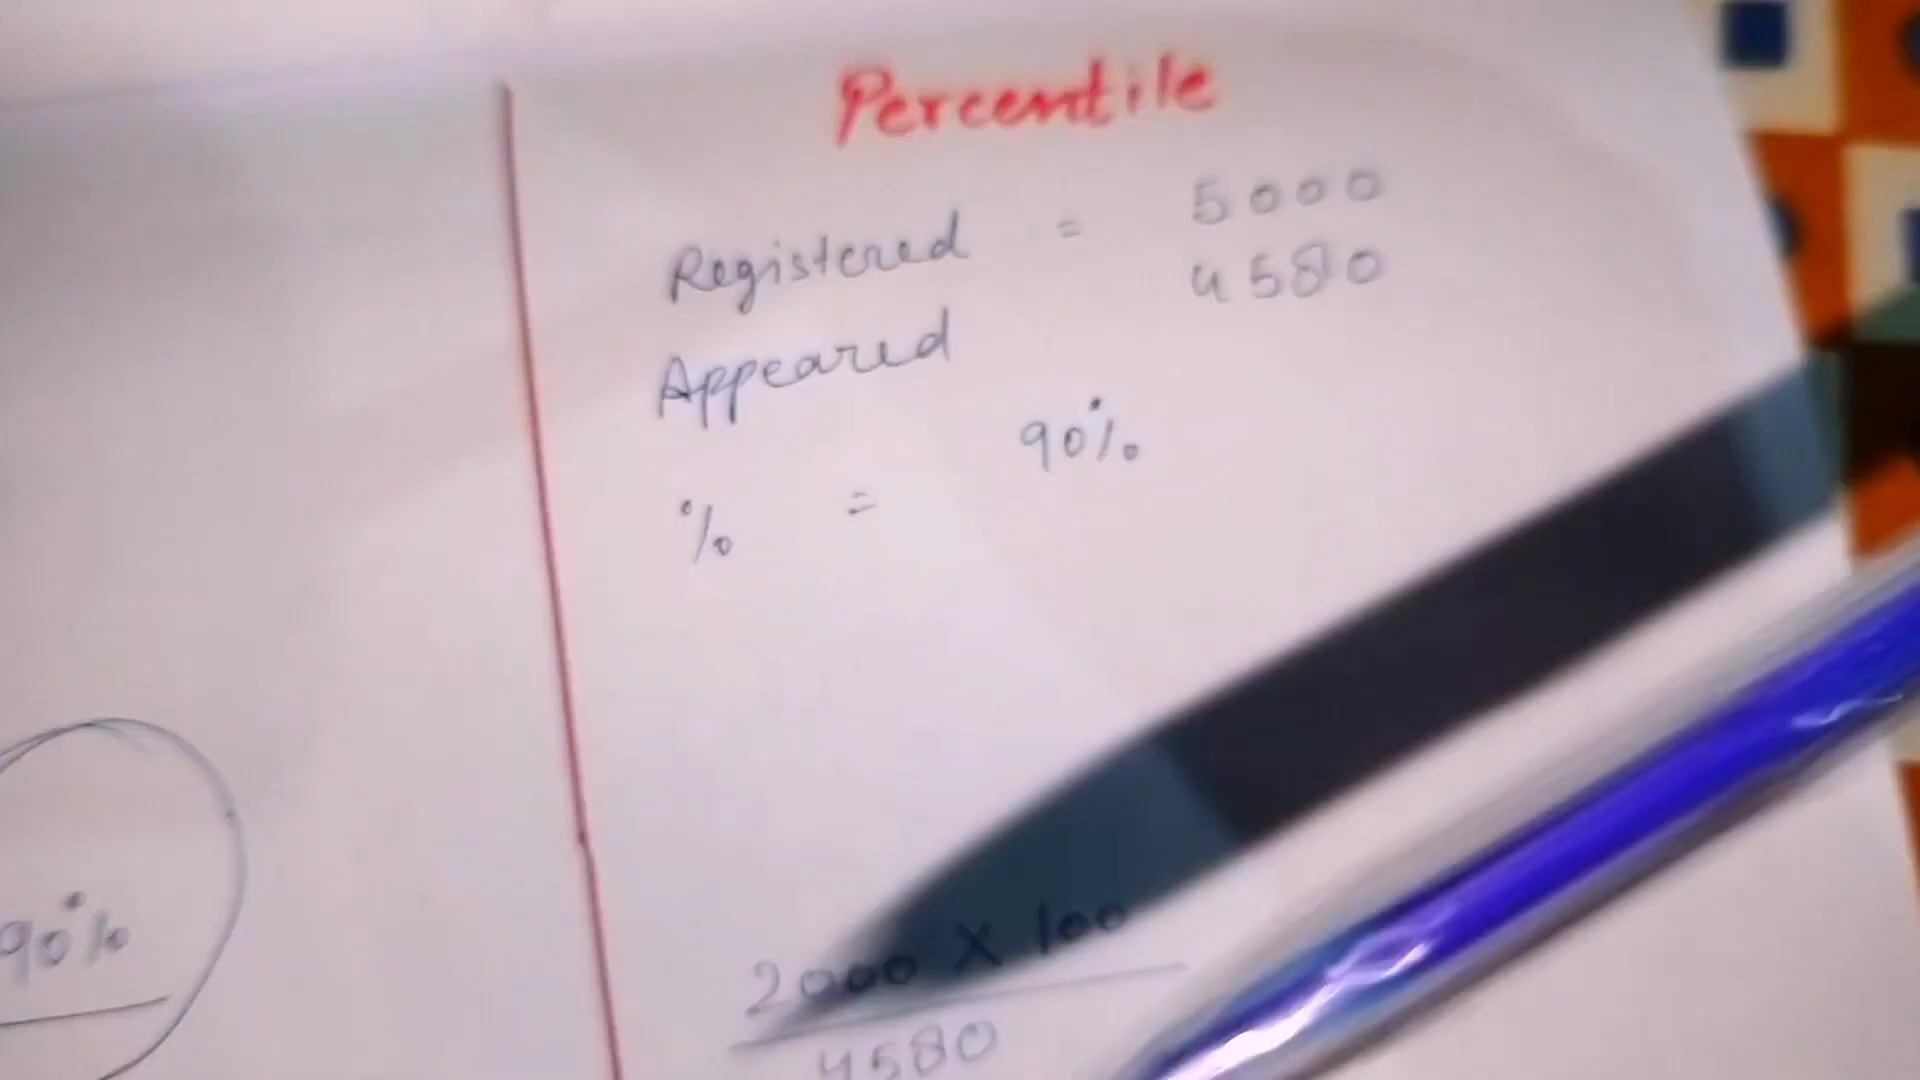 Percentile
Registered = 5000
Appeared 4580
% = 90%
90%
2000 X 100
4580